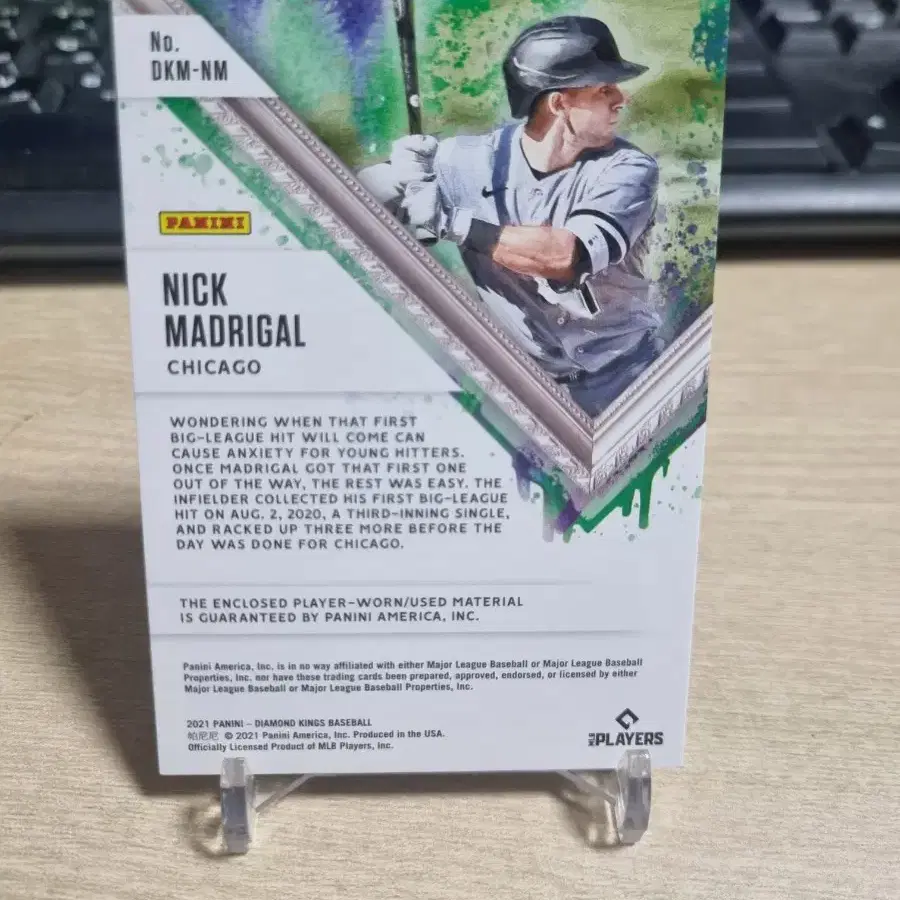 No.
DKM-NM
PANINI
NICK
MADRIGAL
CHICAGO
WONDERING WHEN THAT FIRST
BIG-LEAGUE HIT WILL COME CAN
CAUSE ANXIETY FOR YOUNG HITTERS.
ONCE MADRIGAL GOT THAT FIRST ONE
OUT OF THE WAY, THE REST WAS EASY. THE
INFIELDER COLLECTED HIS FIRST BIG-LEAGUE
HIT ON AUG. 2, 2020, A THIRD-INNING SINGLE,
AND RACKED UP THREE MORE BEFORE THE
DAY WAS DONE FOR CHICAGO.
THE ENCLOSED PLAYER-WORN/USED MATERIAL
IS GUARANTEED BY PANINI AMERICA, INC.
Panini America, Inc. is in no way affiliated with either Major League Baseball or Major League Baseball
Properties, Inc. nor have these trading cards been prepared, approved, endorsed, or licensed by either
Major League Baseball or Major League Baseball Properties, Inc.
2021 PANINI - DIAMOND KINGS BASEBALL
帕尼尼 © 2021 Panini America, Inc. Produced in the USA.
Officially Licensed Product of MLB Players, Inc.
MLB PLAYERS